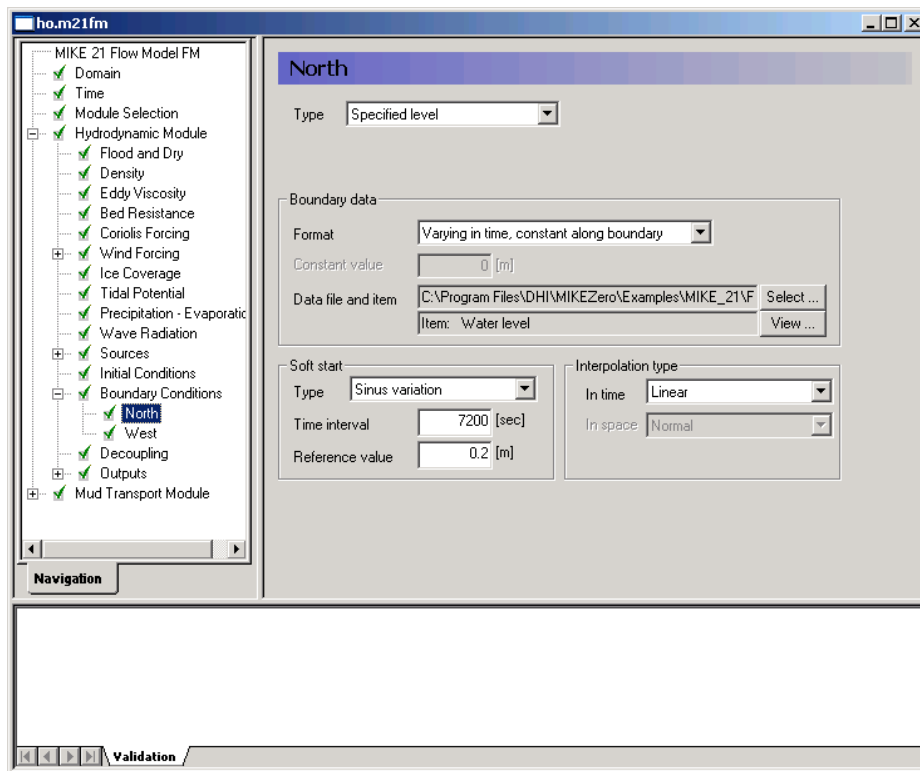 ho.m21fm
MIKE 21 Flow Model FM
Domain
Time
Module Selection
Hydrodynamic Module
Flood and Dry
Density
Eddy Viscosity
Bed Resistance
Coriolis Forcing
Wind Forcing
Ice Coverage
Tidal Potential
Precipitation - Evaporatic
Wave Radiation
Sources
Initial Conditions
Boundary Conditions
North
West
Decoupling
Outputs
Mud Transport Module
Navigation
North
Type Specified level
Boundary data
Format Varying in time, constant along boundary
Constant value 0 [m]
Data file and item C:\Program Files\DHI\MIKEZero\Examples\MIKE_21\F Select ...
Item: Water level View ...
Soft start
Type Sinus variation
Time interval 7200 [sec]
Reference value 0.2 [m]
Interpolation type
In time Linear
In space Normal
Validation